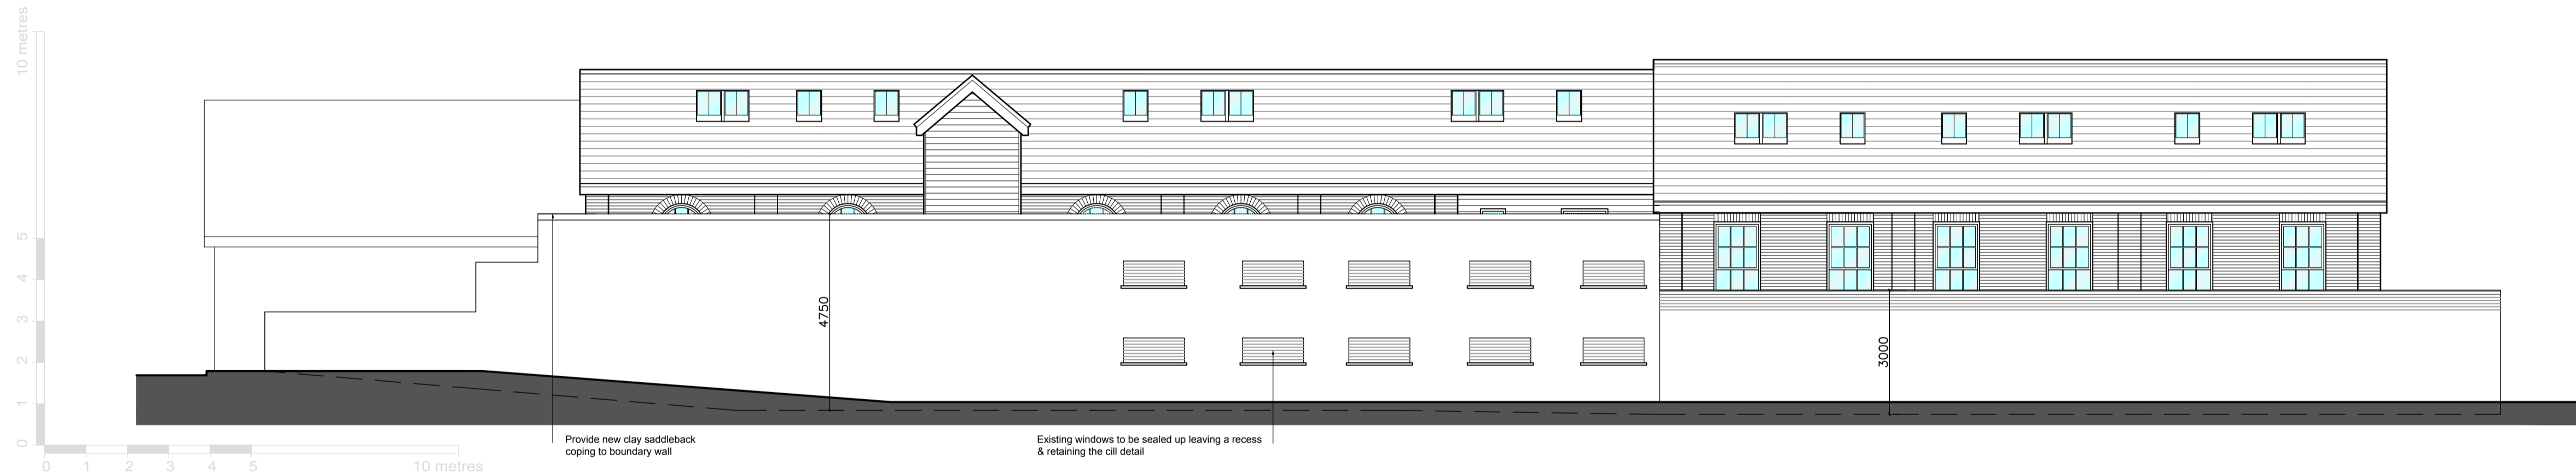 10 metres
5
4
3
2
1
0
0 1 2 3 4 5 10 metres
4750
3000
Provide new clay saddleback
coping to boundary wall
Existing windows to be sealed up leaving a recess
& retaining the cill detail